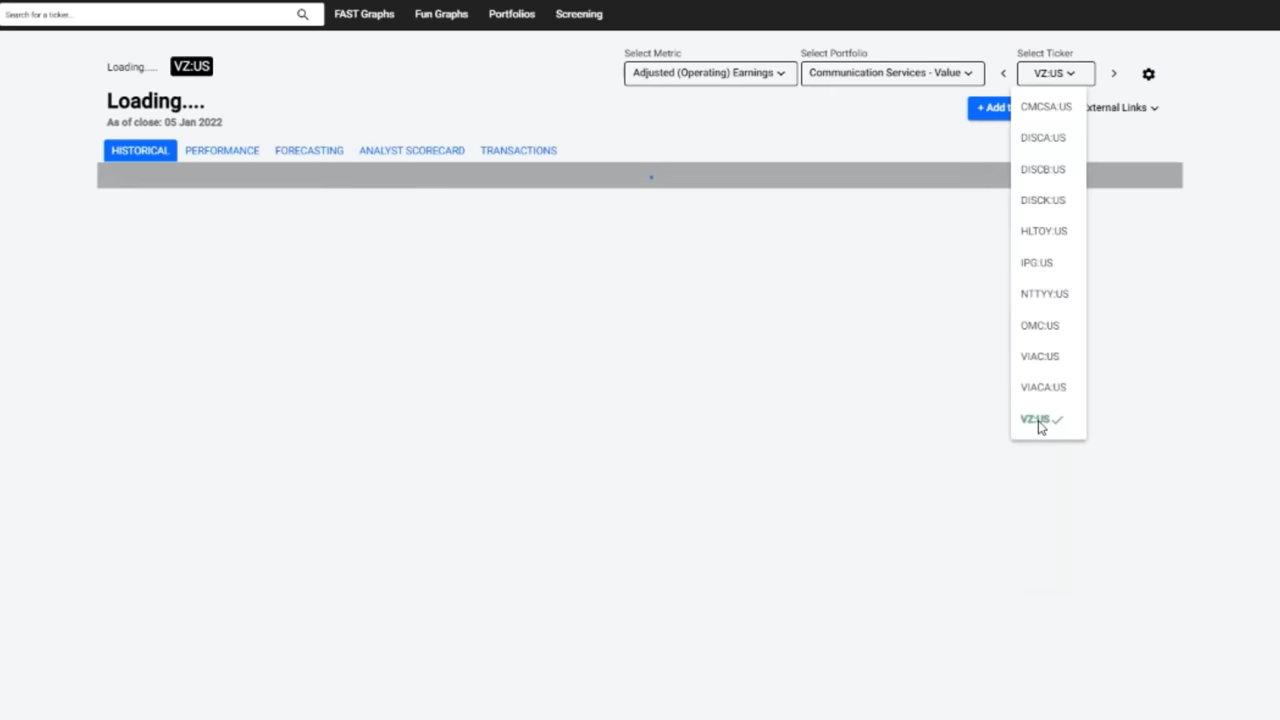 Search for a ticker...
FAST Graphs
Fun Graphs
Portfolios
Screening
Loading.....
VZ:US
Select Metric
Adjusted (Operating) Earnings
Select Portfolio
Communication Services - Value
Select Ticker
VZ:US
Loading....
As of close: 05 Jan 2022
+ Add t
xternal Links
HISTORICAL
PERFORMANCE
FORECASTING
ANALYST SCORECARD
TRANSACTIONS
CMCSA:US
DISCA:US
DISCB:US
DISCK:US
HLTOY:US
IPG:US
NTTYY:US
OMC:US
VIAC:US
VIACA:US
VZ:US